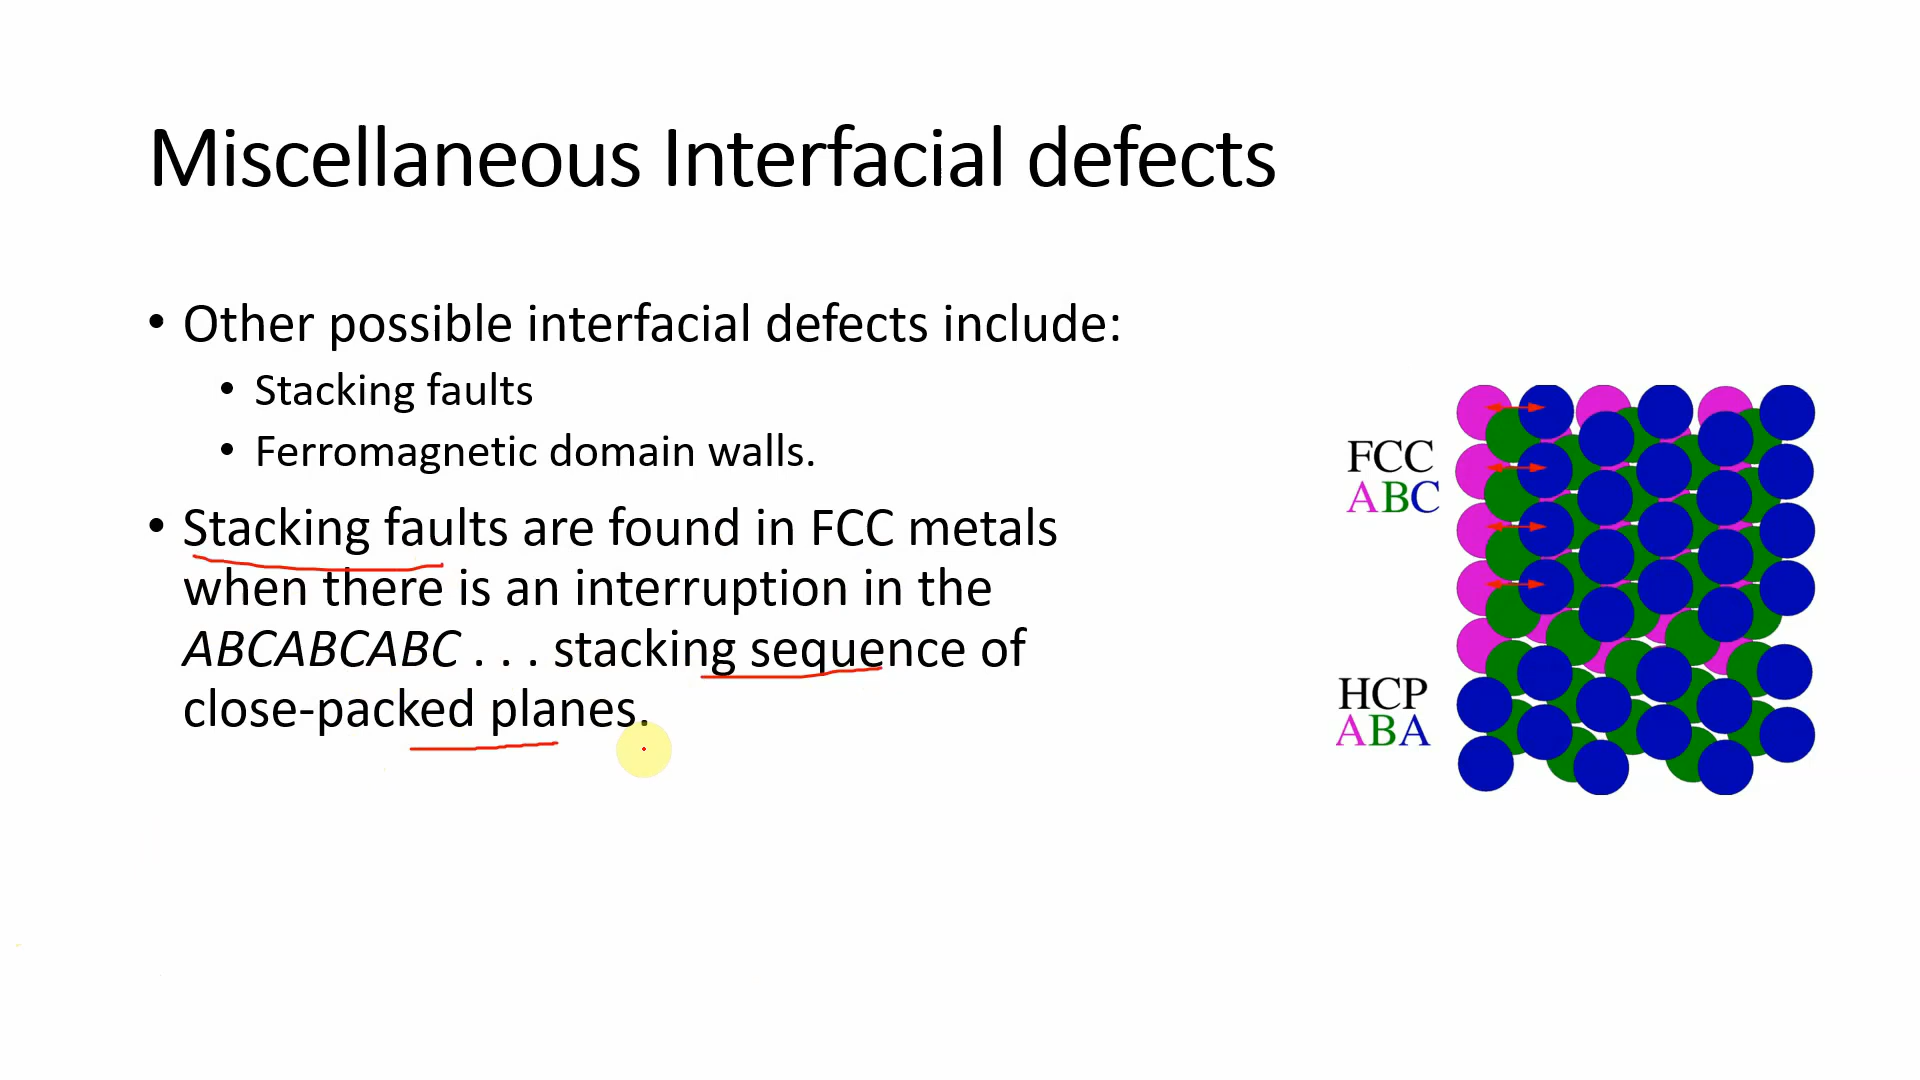 Miscellaneous Interfacial defects
• Other possible interfacial defects include:
• Stacking faults
• Ferromagnetic domain walls.
• Stacking faults are found in FCC metals
when there is an interruption in the
ABCABCABC . . . stacking sequence of
close-packed planes.
FCC
ABC
HCP
ABA